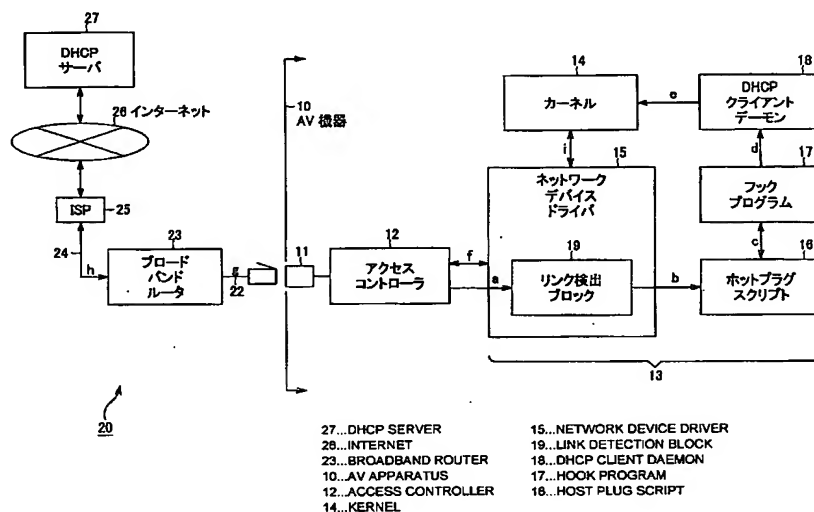 27
DHCP
サーバ
26 インターネット
ISP
25
24
h
23
ブロード
バンド
ルータ
g
22
10
AV 機器
11
12
アクセス
コントローラ
f
a
14
カーネル
i
e
18
DHCP
クライアント
デーモン
d
15
ネットワーク
デバイス
ドライバ
17
フック
プログラム
c
19
リンク検出
ブロック
b
16
ホットプラグ
スクリプト
13
20
27...DHCP SERVER
26...INTERNET
23...BROADBAND ROUTER
10...AV APPARATUS
12...ACCESS CONTROLLER
14...KERNEL
15...NETWORK DEVICE DRIVER
19...LINK DETECTION BLOCK
18...DHCP CLIENT DAEMON
17...HOOK PROGRAM
16...HOST PLUG SCRIPT